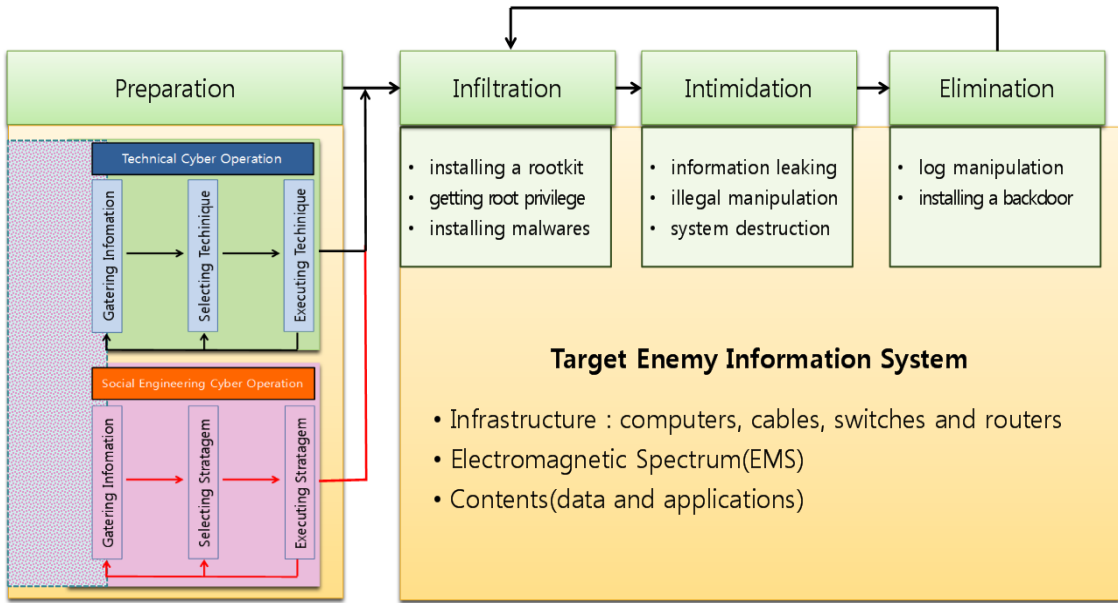 Preparation
Infiltration
Intimidation
Elimination
Technical Cyber Operation
Gatering Infomation
Selecting Techinique
Executing Techinique
Social Engineering Cyber Operation
Gatering Infomation
Selecting Stratagem
Executing Stratagem
• installing a rootkit
• getting root privilege
• installing malwares
• information leaking
• illegal manipulation
• system destruction
• log manipulation
• installing a backdoor
Target Enemy Information System
• Infrastructure : computers, cables, switches and routers
• Electromagnetic Spectrum(EMS)
• Contents(data and applications)